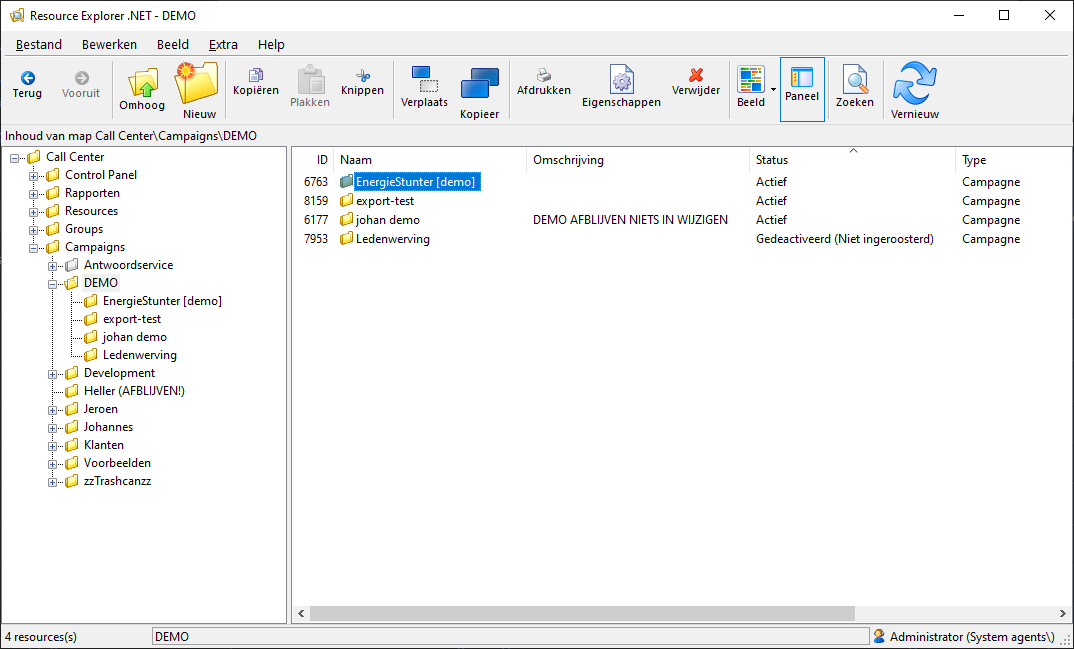 Resource Explorer .NET - DEMO
Bestand Bewerken Beeld Extra Help
Terug Vooruit Omhoog Nieuw Kopiëren Plakken Knippen Verplaats Kopieer Afdrukken Eigenschappen Verwijder Beeld Paneel Zoeken Vernieuw
Inhoud van map Call Center\Campaigns\DEMO
Call Center
Control Panel
Rapporten
Resources
Groups
Campaigns
Antwoordservice
DEMO
EnergieStunter [demo]
export-test
johan demo
Ledenwerving
Development
Heller (AFBLIJVEN!)
Jeroen
Johannes
Klanten
Voorbeelden
zzTrashcanzz
ID Naam Omschrijving Status Type
6763 EnergieStunter [demo] Actief Campagne
8159 export-test Actief Campagne
6177 johan demo DEMO AFBLIJVEN NIETS IN WIJZIGEN Actief Campagne
7953 Ledenwerving Gedeactiveerd (Niet ingeroosterd) Campagne
4 resources(s) DEMO Administrator (System agents\)